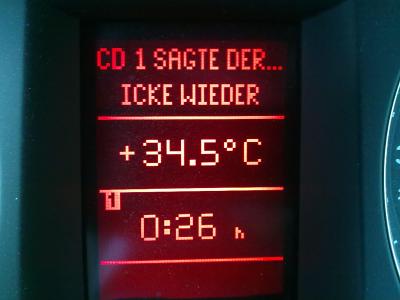 CD 1 SAGTE DER...
ICKE WIEDER
+34.5°C
1
0:26 h